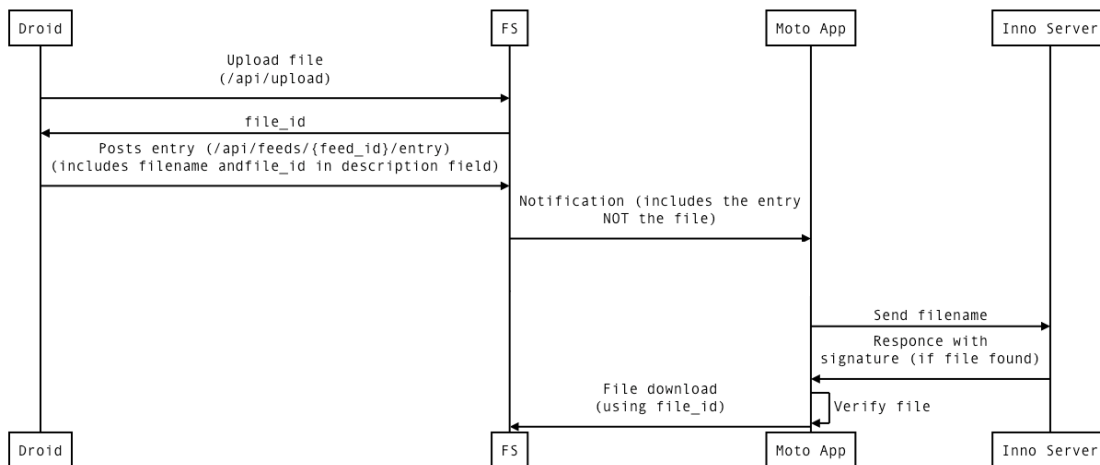 Droid
FS
Moto App
Inno Server
Upload file
(/api/upload)
file_id
Posts entry (/api/feeds/{feed_id}/entry)
(includes filename andfile_id in description field)
Notification (includes the entry
NOT the file)
Send filename
Responce with
signature (if file found)
File download
(using file_id)
Verify file
Droid
FS
Moto App
Inno Server